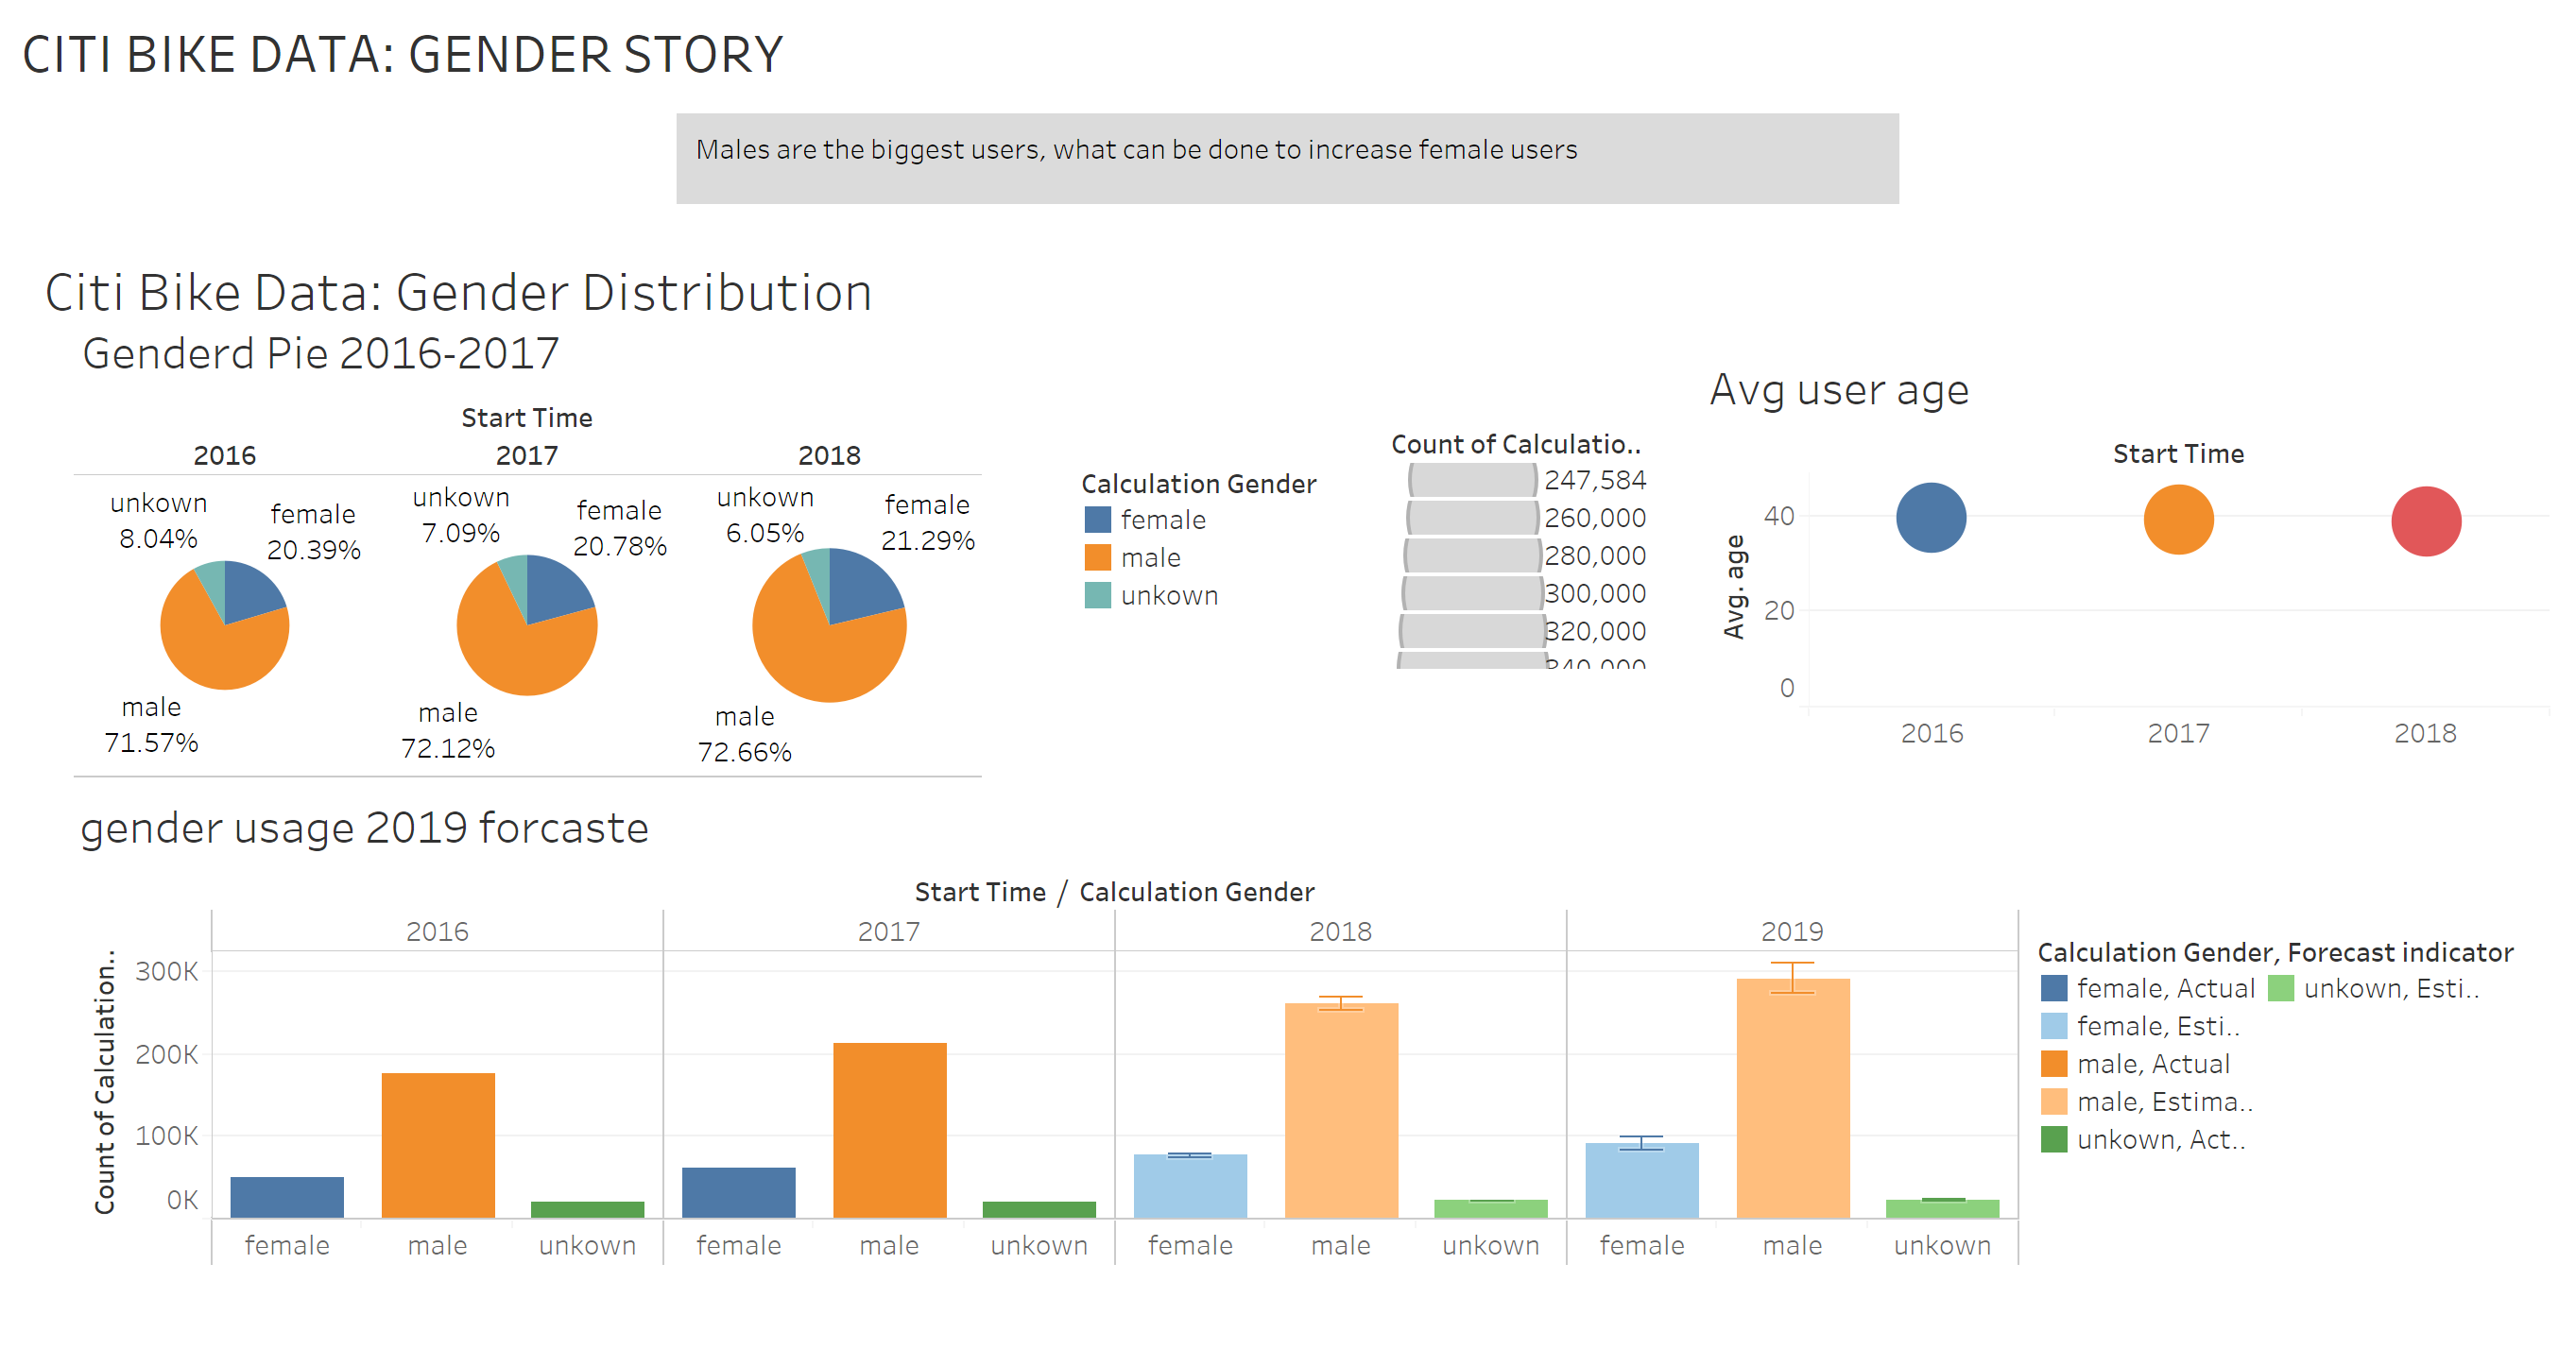 CITI BIKE DATA: GENDER STORY
Males are the biggest users, what can be done to increase female users
Citi Bike Data: Gender Distribution
Genderd Pie 2016-2017
Start Time
2016 2017 2018
unkown 8.04%
female 20.39%
male 71.57%
unkown 7.09%
female 20.78%
male 72.12%
unkown 6.05%
female 21.29%
male 72.66%
Calculation Gender
female
male
unkown
Count of Calculatio..
247,584
260,000
280,000
300,000
320,000
340,000
Avg user age
Start Time
Avg. age
40
20
0
2016 2017 2018
gender usage 2019 forcaste
Start Time / Calculation Gender
2016 2017 2018 2019
Count of Calculation..
300K
200K
100K
0K
female male unkown female male unkown female male unkown female male unkown
Calculation Gender, Forecast indicator
female, Actual unkown, Esti..
female, Esti..
male, Actual
male, Estima..
unkown, Act..